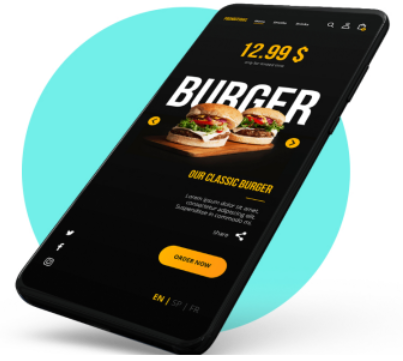 12.99 $
BURGER
OUR CLASSIC BURGER
Lorem ipsum dolor sit amet,
consectetur adipiscing elit.
Suspendisse in commodo mi.
share
ORDER NOW
EN | SP / FR